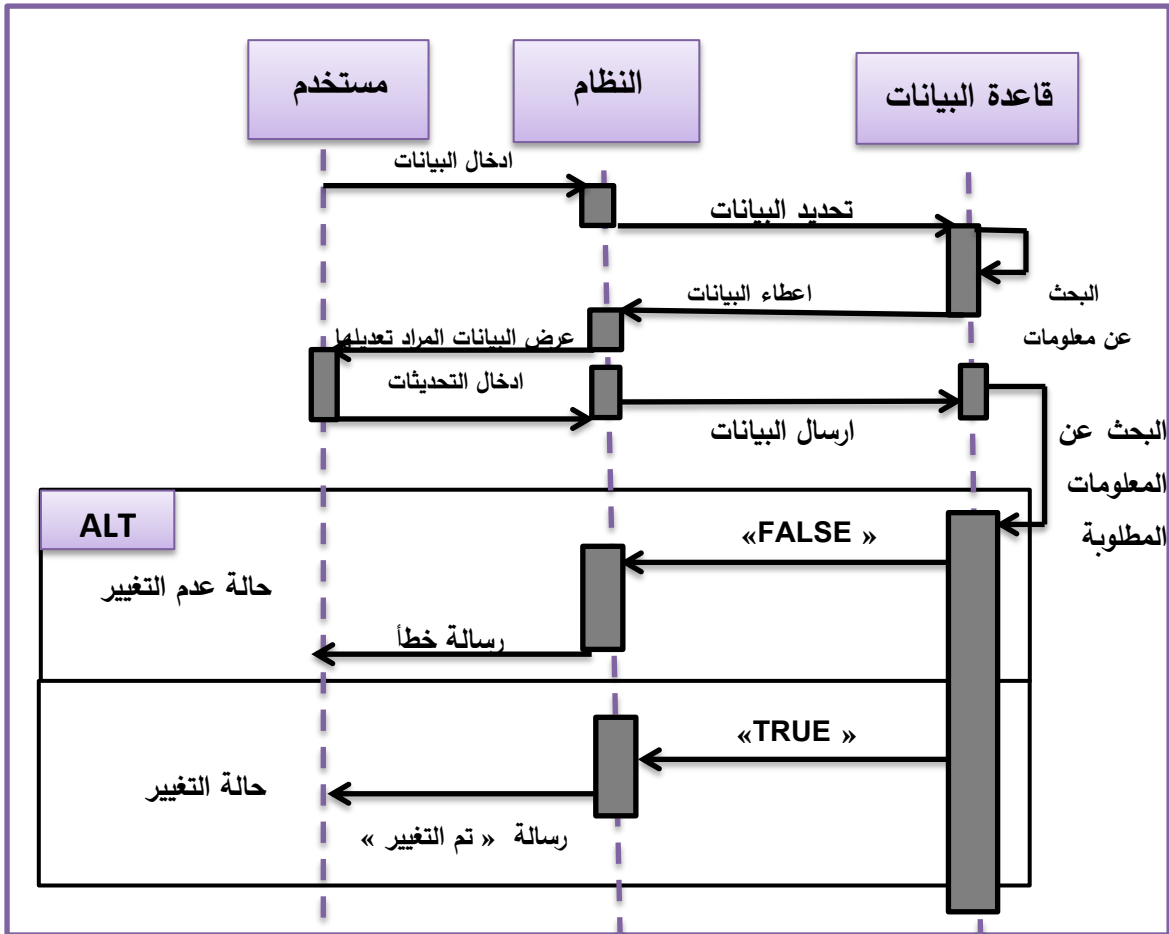 مستخدم
النظام
قاعدة البيانات
ادخال البيانات
تحديد البيانات
البحث
عن معلومات
اعطاء البيانات
عرض البيانات المراد تعديلها
ادخال التحديثات
ارسال البيانات
البحث عن
المعلومات
المطلوبة
ALT
«FALSE »
حالة عدم التغيير
رسالة خطأ
«TRUE »
حالة التغيير
رسالة « تم التغيير »